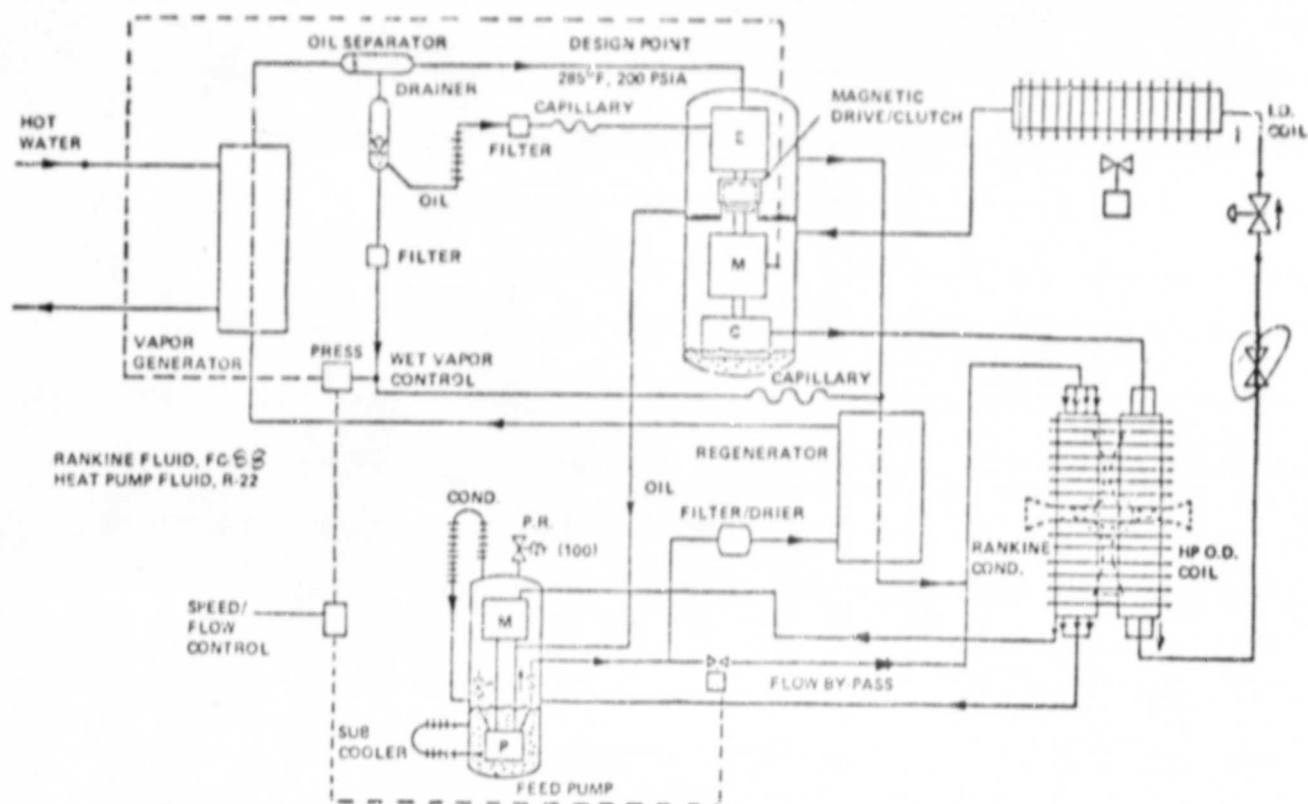 OIL SEPARATOR
DESIGN POINT
285°F, 200 PSIA
DRAINER
CAPILLARY
MAGNETIC
DRIVE/CLUTCH
I.D.
COIL
HOT
WATER
FILTER
E
OIL
FILTER
M
C
VAPOR
GENERATOR
PRESS
WET VAPOR
CONTROL
CAPILLARY
REGENERATOR
RANKINE FLUID, FC 88
HEAT PUMP FLUID, R-22
COND.
OIL
P.R.
(100)
FILTER/DRIER
RANKINE
COND.
HP O.D.
COIL
SPEED/
FLOW
CONTROL
M
FLOW BY-PASS
SUB
COOLER
P
FEED PUMP